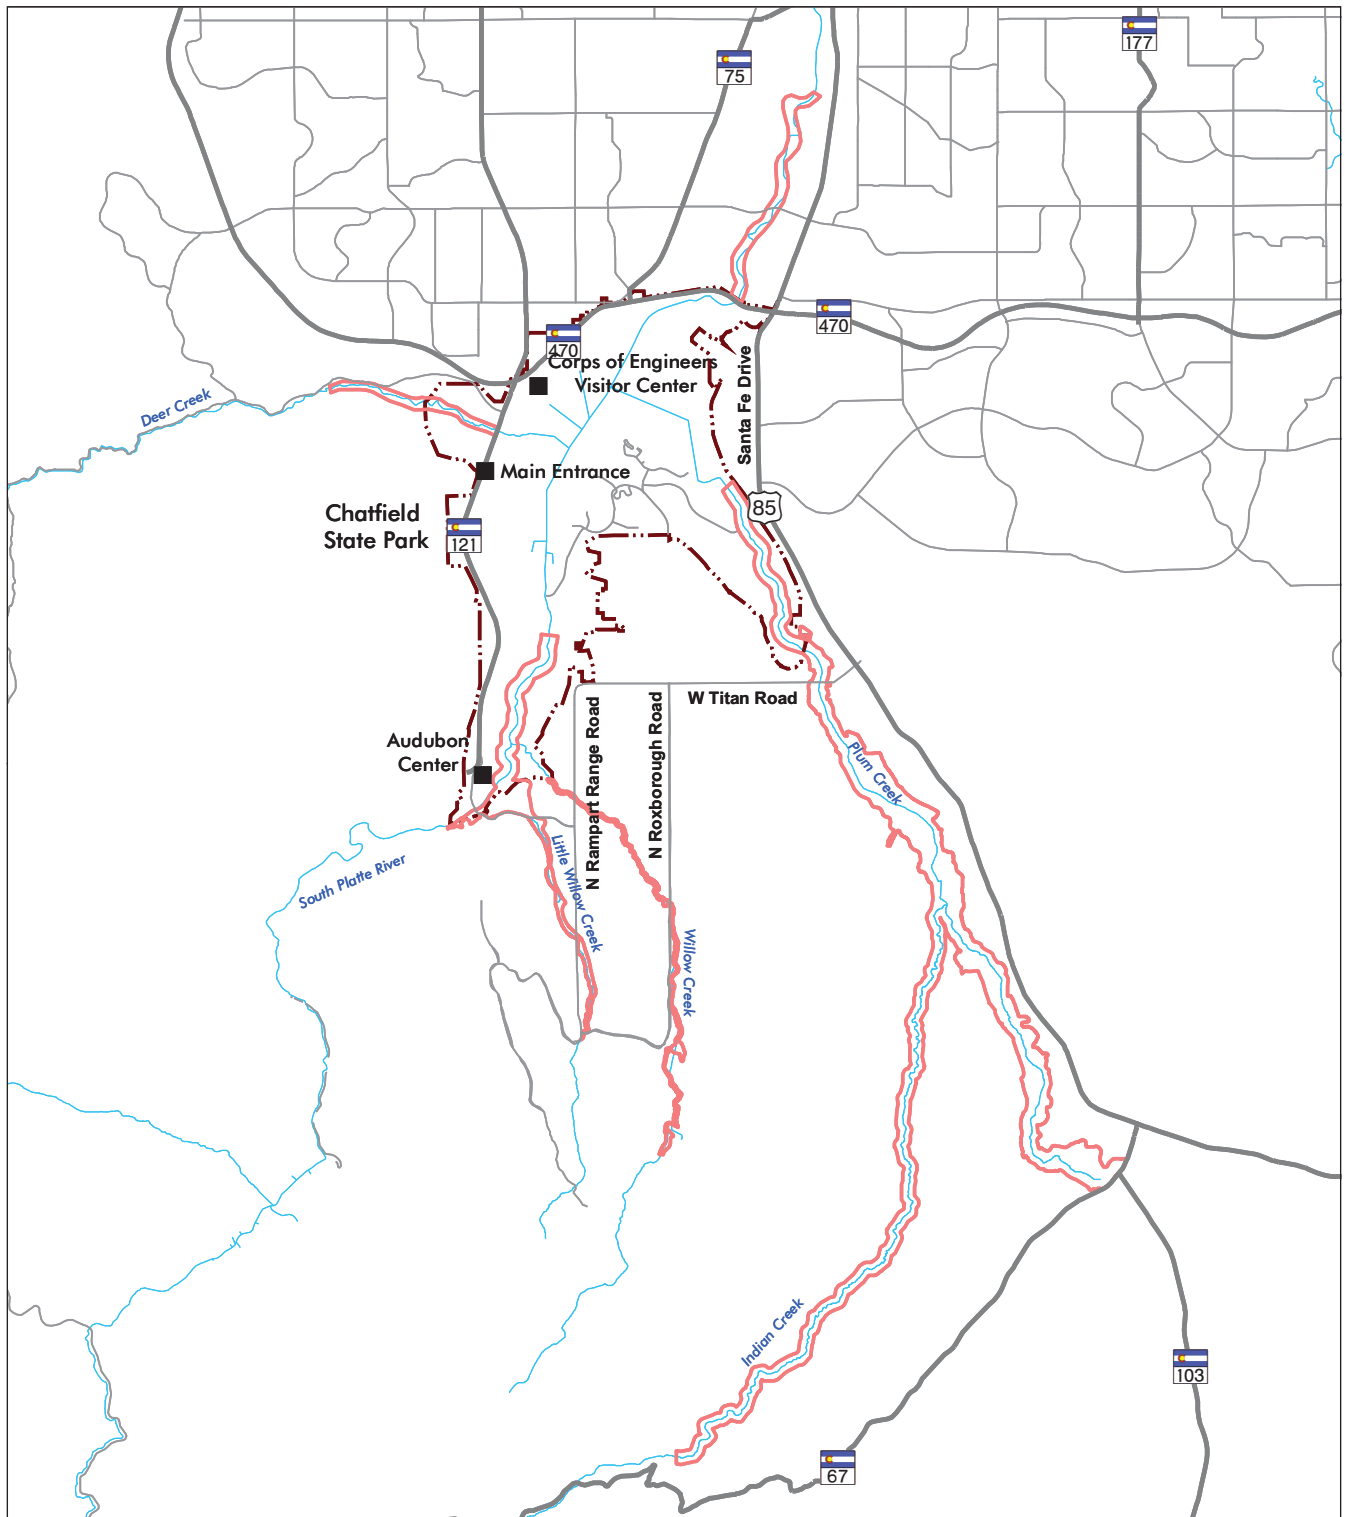 177
75
470
470
Corps of Engineers
Visitor Center
Santa Fe Drive
Deer Creek
Main Entrance
85
Chatfield
State Park
121
W Titan Road
N Rampart Range Road
N Roxborough Road
Audubon
Center
Plum Creek
South Platte River
Little Willow Creek
Willow Creek
Indian Creek
103
67